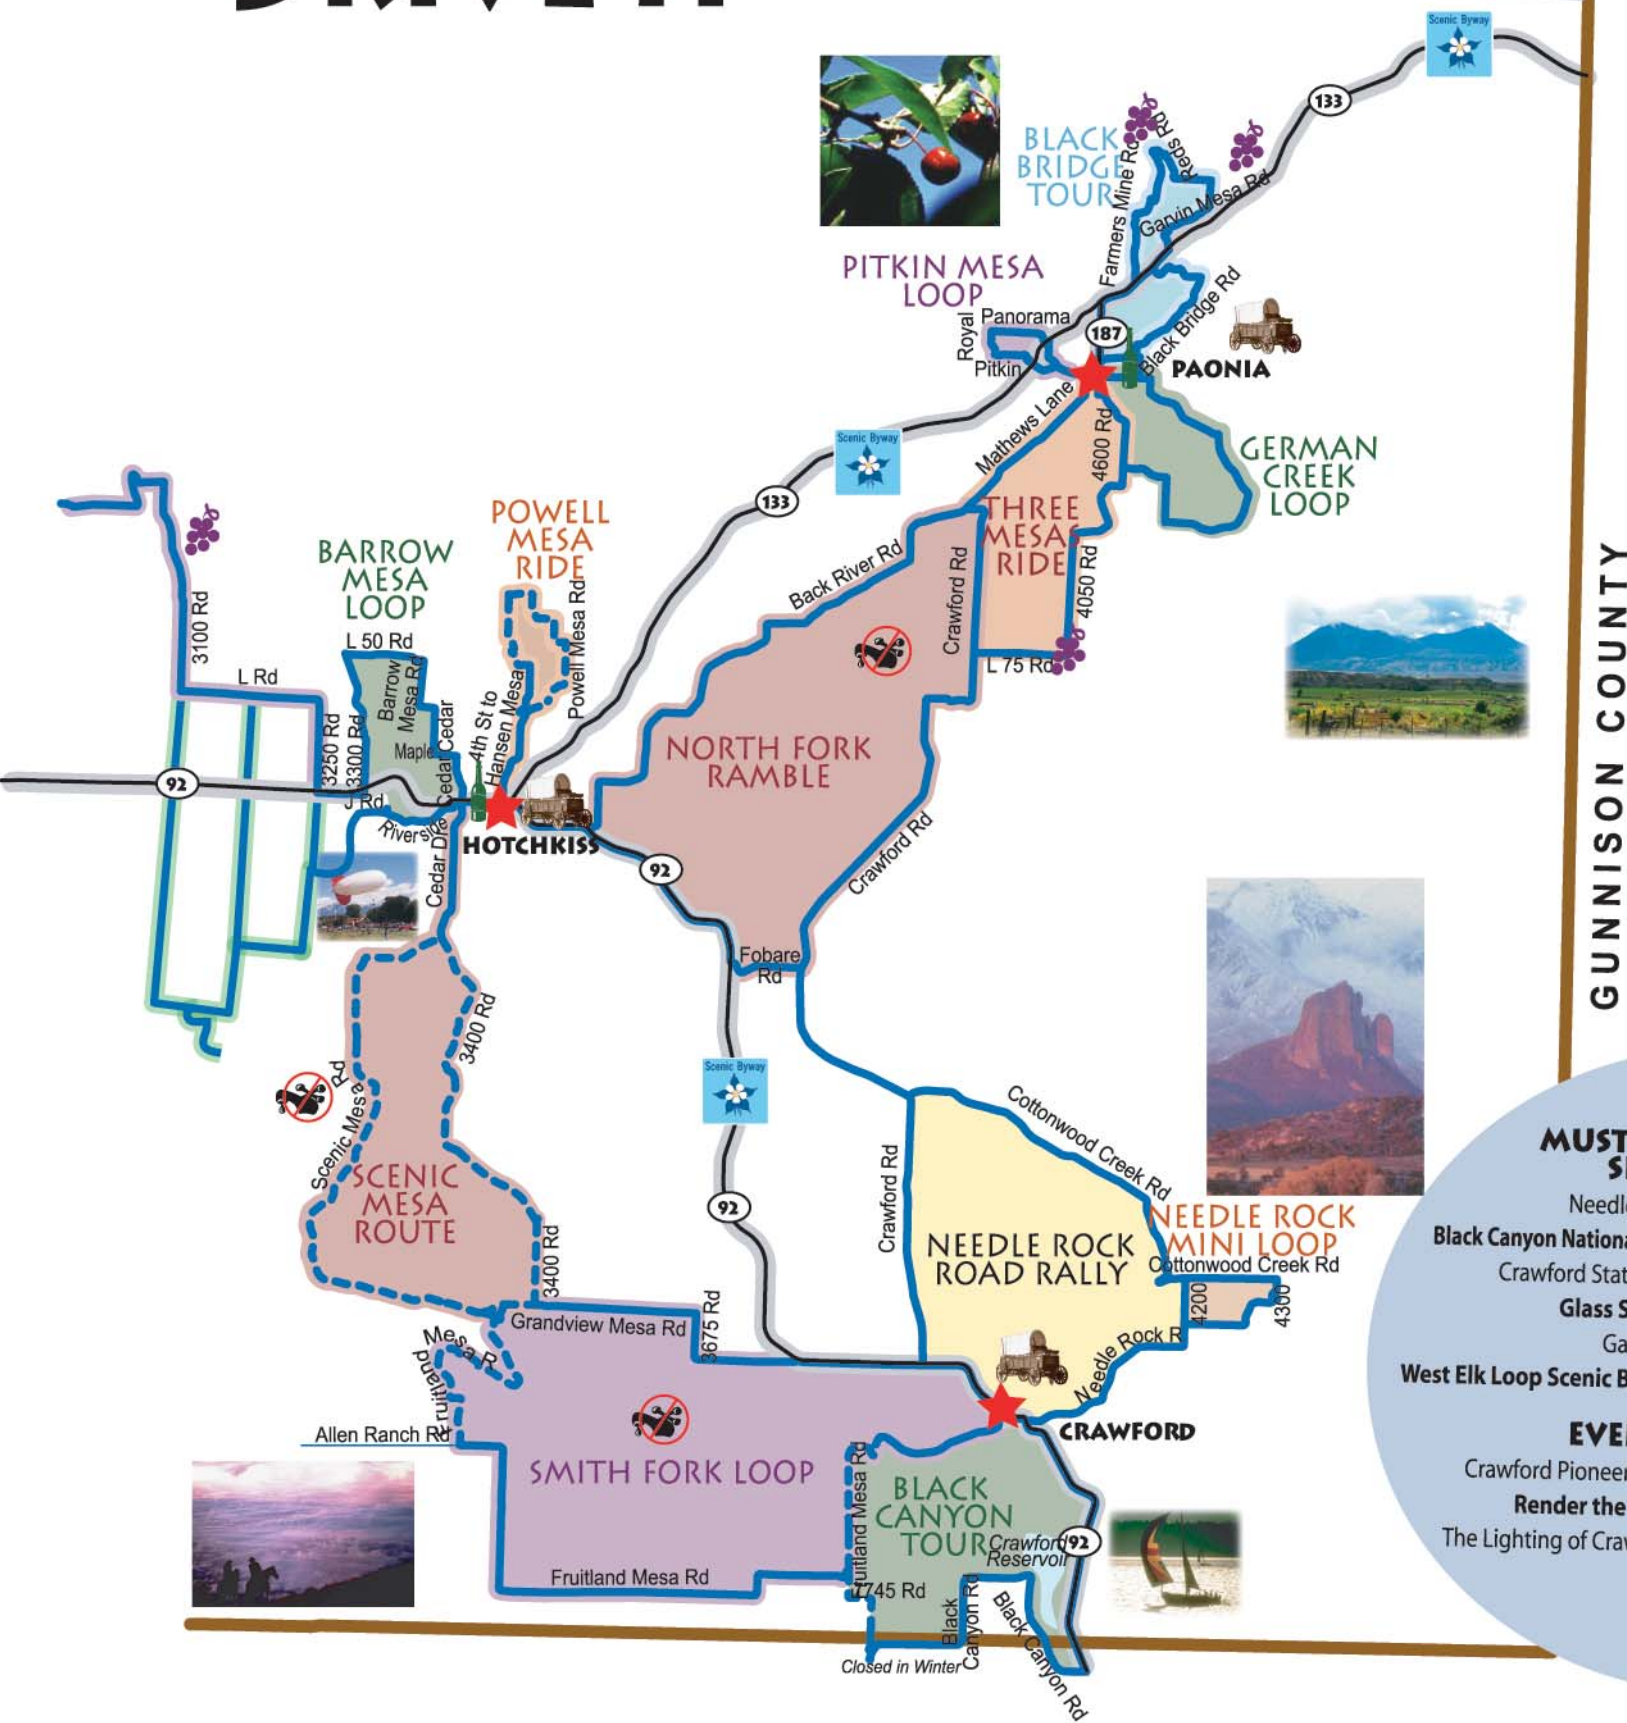 Scenic Byway
133
BLACK
BRIDGE
TOUR
Farmers Mine Rd
Reds Rd
Garvin Mesa Rd
PITKIN MESA
LOOP
Royal
Panorama
Pitkin
187
Black Bridge Rd
PAONIA
Mathews Lane
4600 Rd
Scenic Byway
133
GERMAN
CREEK
LOOP
THREE
MESAS
RIDE
POWELL
MESA
RIDE
BARROW
MESA
LOOP
Back River Rd
Crawford Rd
4050 Rd
L 75 Rd
3100 Rd
L 50 Rd
L Rd
Barrow
Mesa Rd
Powell Mesa Rd
4th St to
Hansen Mesa
3250 Rd
3300 Rd
Maple
Cedar
Cedar
NORTH FORK
RAMBLE
92
J Rd
Riverside
Cedar Dre
HOTCHKISS
92
Crawford Rd
Fobare
Rd
GUNNISON COUNTY
3400 Rd
Scenic Mesa Rd
Scenic Byway
SCENIC
MESA
ROUTE
92
Cottonwood Creek Rd
Crawford Rd
NEEDLE ROCK
ROAD RALLY
NEEDLE ROCK
MINI LOOP
Cottonwood Creek Rd
4200
4300
3400 Rd
Grandview Mesa Rd
3675 Rd
Needle Rock R
Fruitland
Mesa R
Allen Ranch Rd
CRAWFORD
SMITH FORK LOOP
Fruitland Mesa Rd
BLACK
CANYON
TOUR
Crawford
Reservoir
92
Fruitland Mesa Rd
7745 Rd
Black
Canyon Rd
Black Canyon Rd
Closed in Winter
MUST
Needle
Black Canyon Nationa
Crawford Stat
Glass S
Ga
West Elk Loop Scenic B
EVE
Crawford Pioneer
Render the
The Lighting of Craw